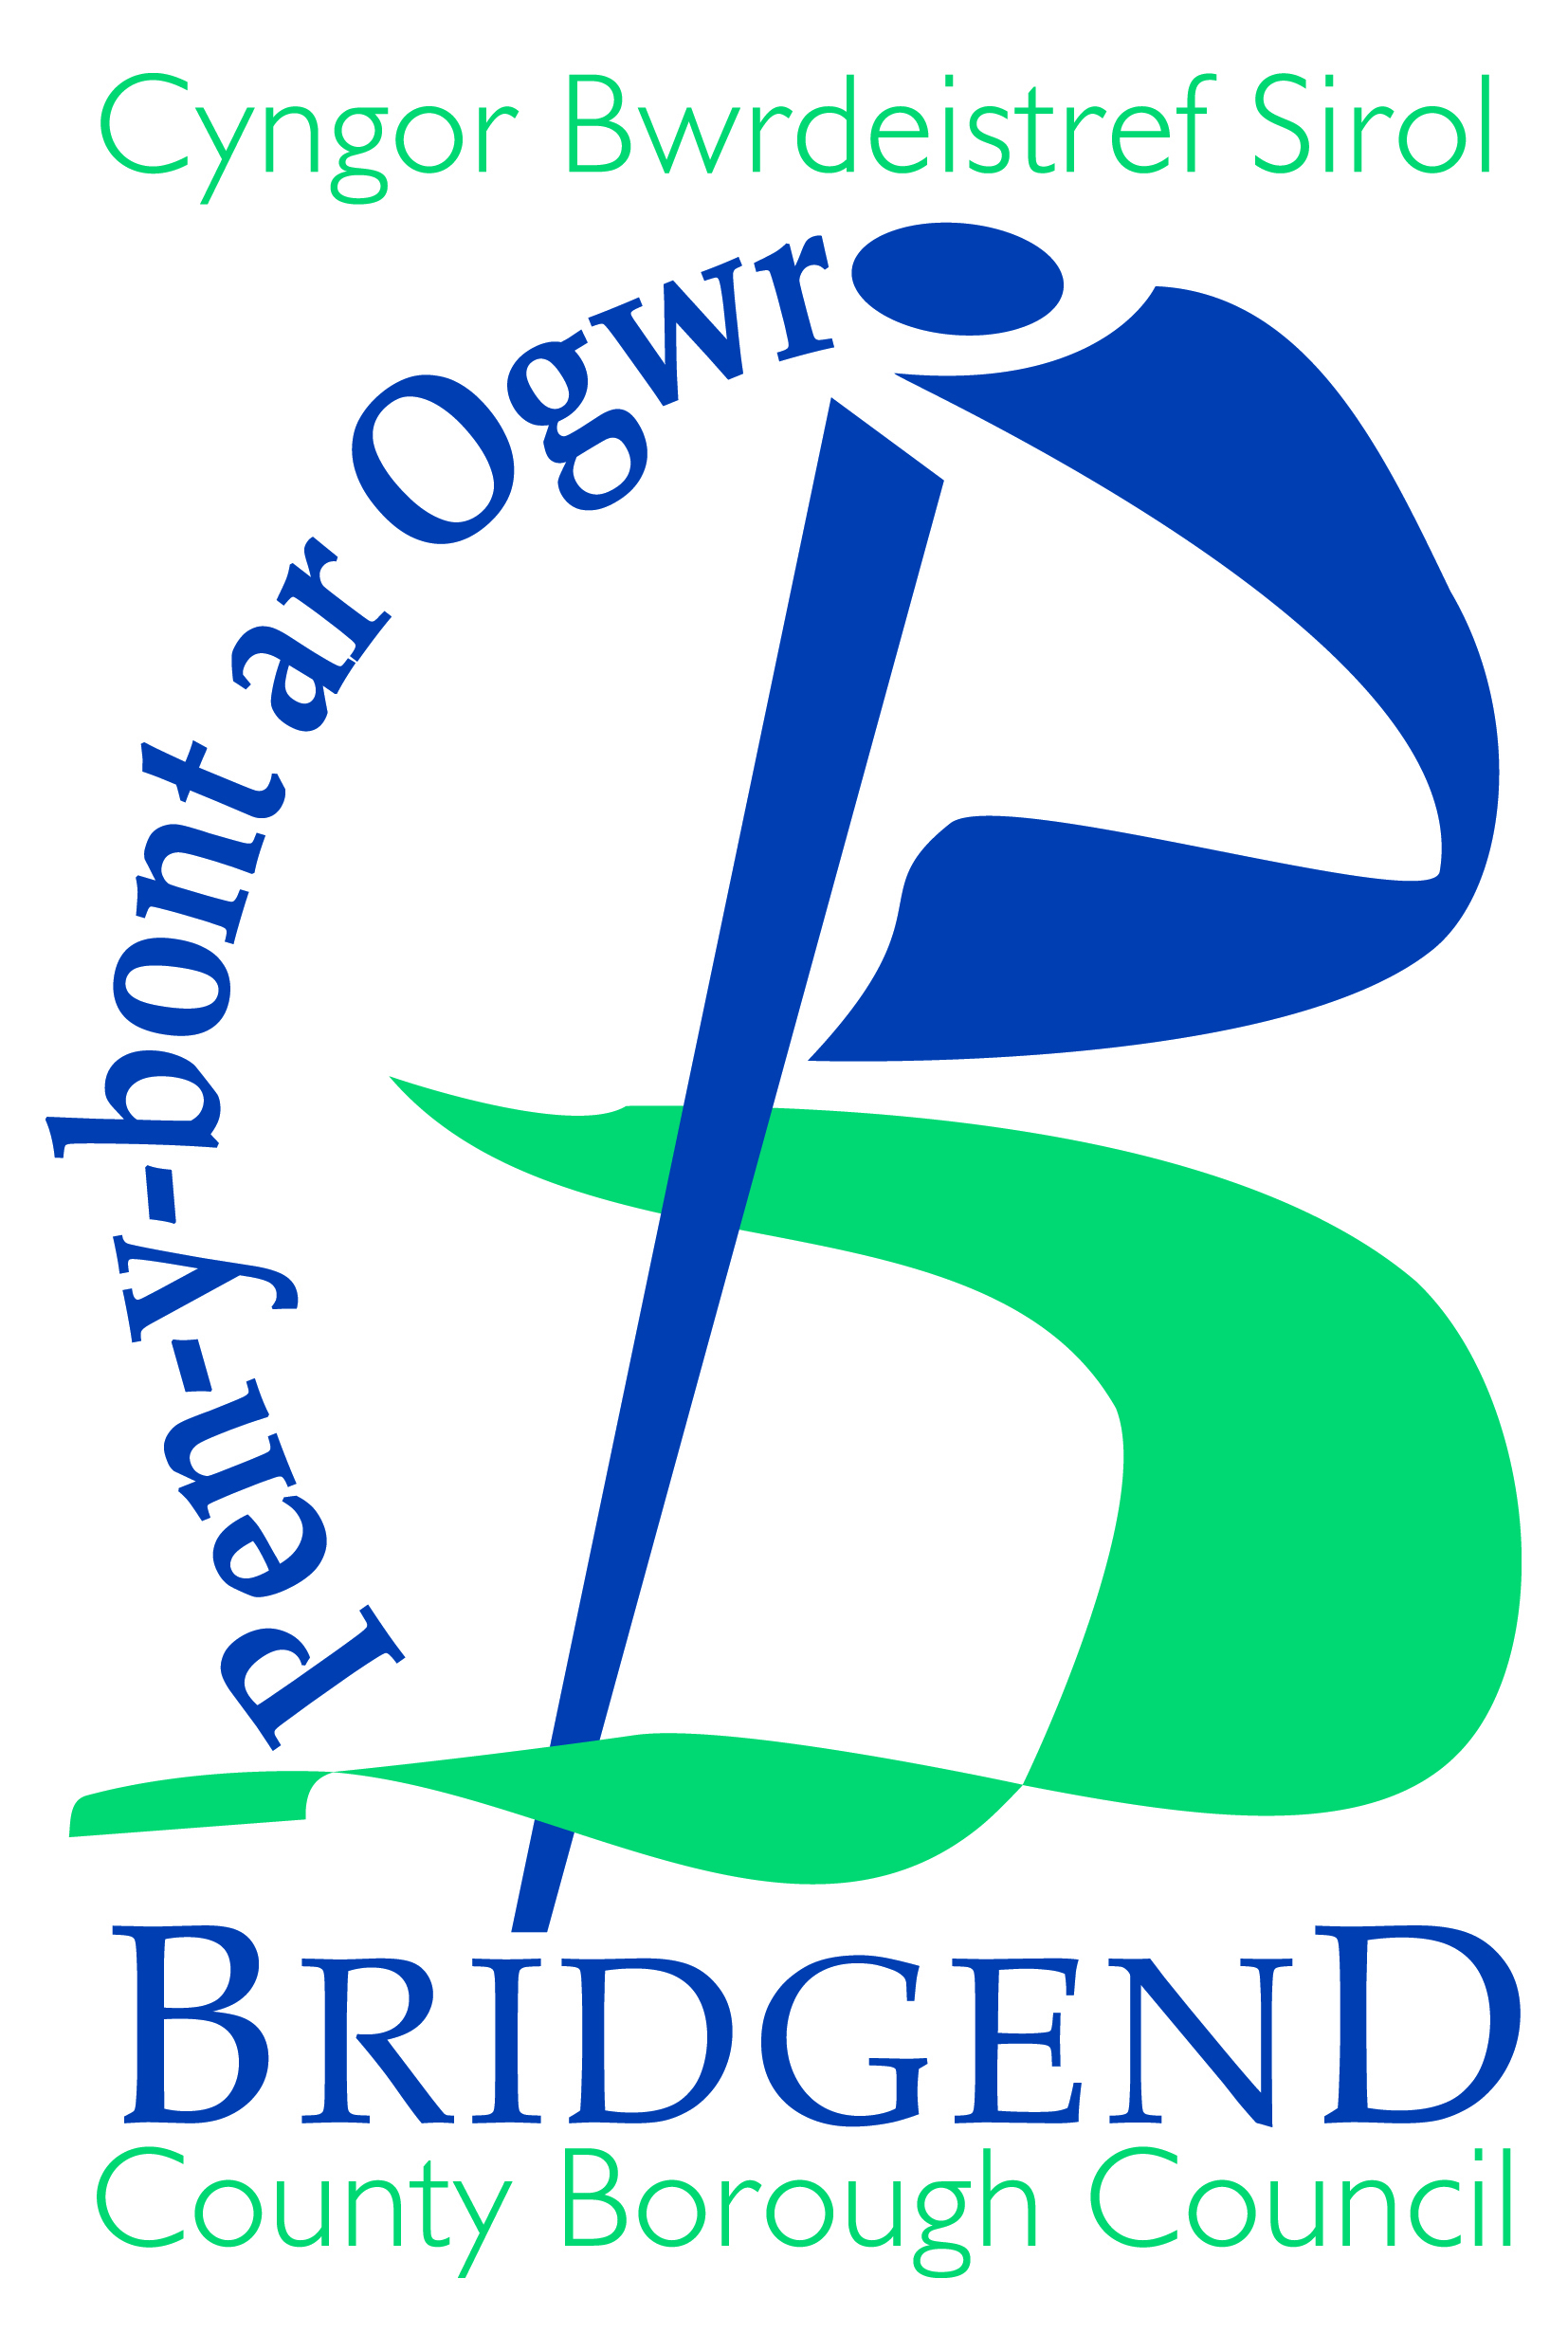 Cyngor Bwrdeistref Sirol
Pen-y-bont ar Ogwr
BRIDGEND
County Borough Council